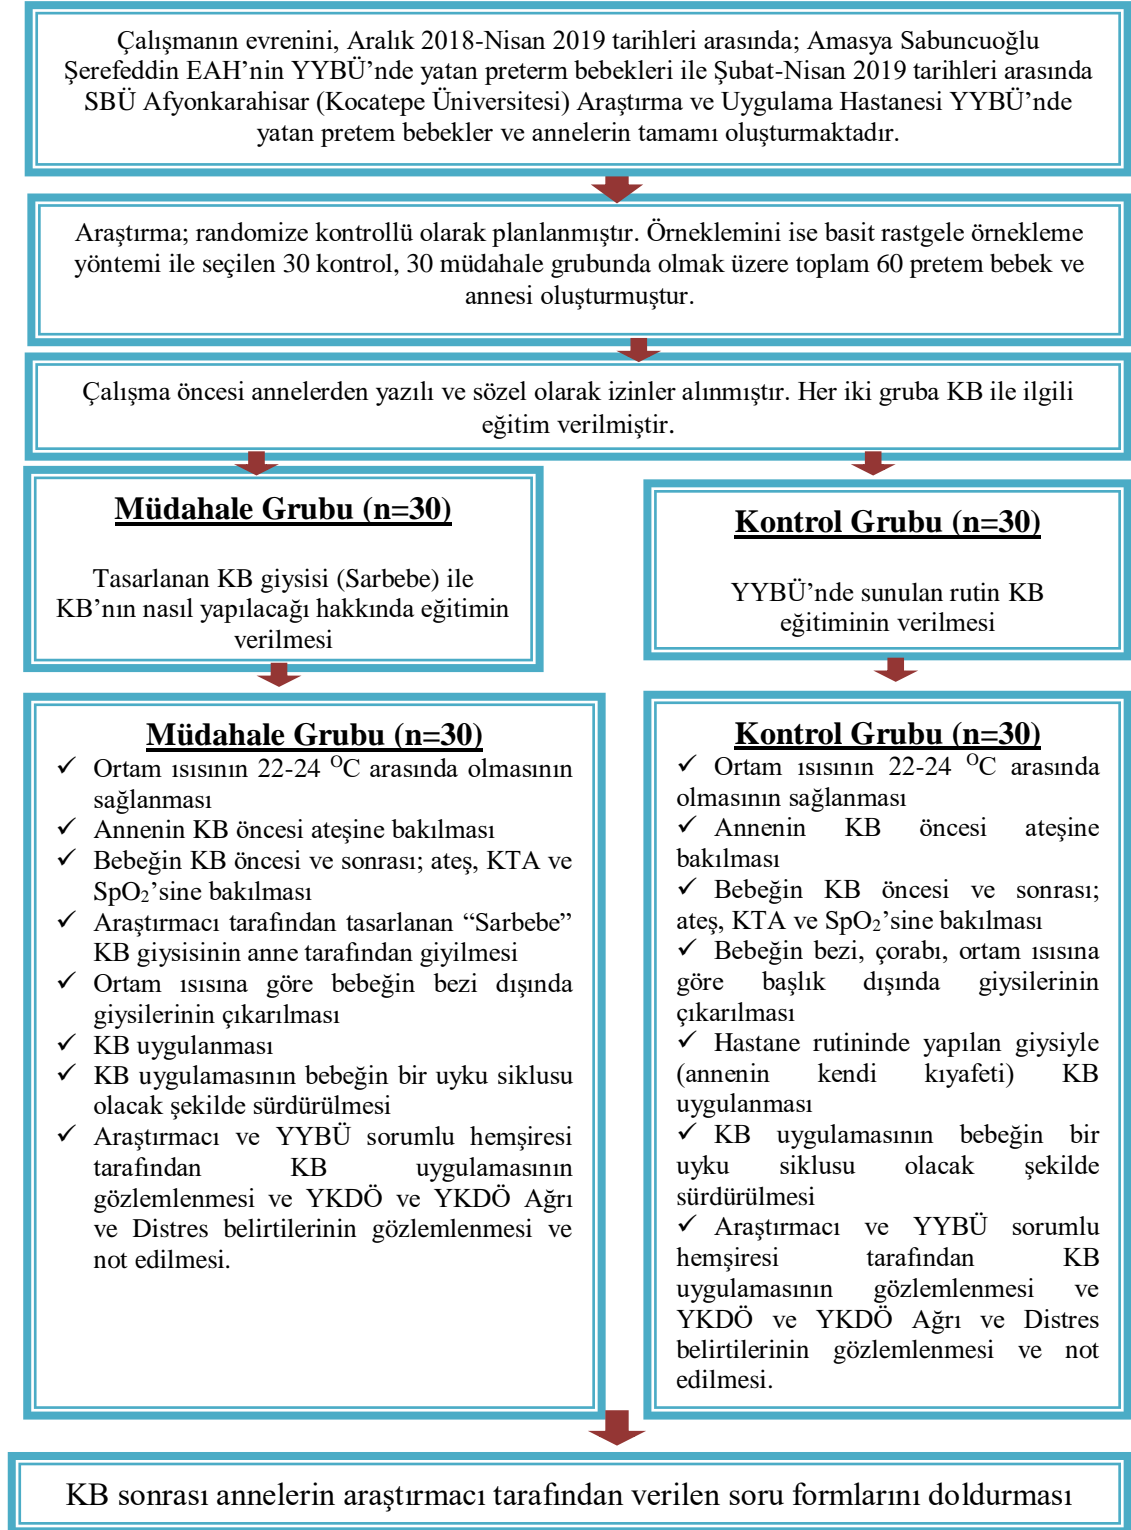 Çalışmanın evrenini, Aralık 2018-Nisan 2019 tarihleri arasında; Amasya Sabuncuoğlu
Şerefeddin EAH’nin YYBÜ’nde yatan preterm bebekleri ile Şubat-Nisan 2019 tarihleri arasında
SBÜ Afyonkarahisar (Kocatepe Üniversitesi) Araştırma ve Uygulama Hastanesi YYBÜ’nde
yatan pretem bebekler ve annelerin tamamı oluşturmaktadır.
Araştırma; randomize kontrollü olarak planlanmıştır. Örneklemini ise basit rastgele örnekleme
yöntemi ile seçilen 30 kontrol, 30 müdahale grubunda olmak üzere toplam 60 pretem bebek ve
annesi oluşturmuştur.
Çalışma öncesi annelerden yazılı ve sözel olarak izinler alınmıştır. Her iki gruba KB ile ilgili
eğitim verilmiştir.
Müdahale Grubu (n=30)
Tasarlanan KB giysisi (Sarbebe) ile
KB’nın nasıl yapılacağı hakkında eğitimin
verilmesi
Kontrol Grubu (n=30)
YYBÜ’nde sunulan rutin KB
eğitiminin verilmesi
Müdahale Grubu (n=30)
✓ Ortam ısısının 22-24 ᴼC arasında olmasının
sağlanması
✓ Annenin KB öncesi ateşine bakılması
✓ Bebeğin KB öncesi ve sonrası; ateş, KTA ve
SpO₂’sine bakılması
✓ Araştırmacı tarafından tasarlanan “Sarbebe”
KB giysisinin anne tarafından giyilmesi
✓ Ortam ısısına göre bebeğin bezi dışında
giysilerinin çıkarılması
✓ KB uygulanması
✓ KB uygulamasının bebeğin bir uyku siklusu
olacak şekilde sürdürülmesi
✓ Araştırmacı ve YYBÜ sorumlu hemşiresi
tarafından KB uygulamasının
gözlemlenmesi ve YKDÖ ve YKDÖ Ağrı
ve Distres belirtilerinin gözlemlenmesi ve
not edilmesi.
Kontrol Grubu (n=30)
✓ Ortam ısısının 22-24 ᴼC arasında
olmasının sağlanması
✓ Annenin KB öncesi ateşine
bakılması
✓ Bebeğin KB öncesi ve sonrası;
ateş, KTA ve SpO₂’sine bakılması
✓ Bebeğin bezi, çorabı, ortam ısısına
göre başlık dışında giysilerinin
çıkarılması
✓ Hastane rutininde yapılan giysiyle
(annenin kendi kıyafeti) KB
uygulanması
✓ KB uygulamasının bebeğin bir
uyku siklusu olacak şekilde
sürdürülmesi
✓ Araştırmacı ve YYBÜ sorumlu
hemşiresi tarafından KB
uygulamasının gözlemlenmesi ve
YKDÖ ve YKDÖ Ağrı ve Distres
belirtilerinin gözlemlenmesi ve not
edilmesi.
KB sonrası annelerin araştırmacı tarafından verilen soru formlarını doldurması